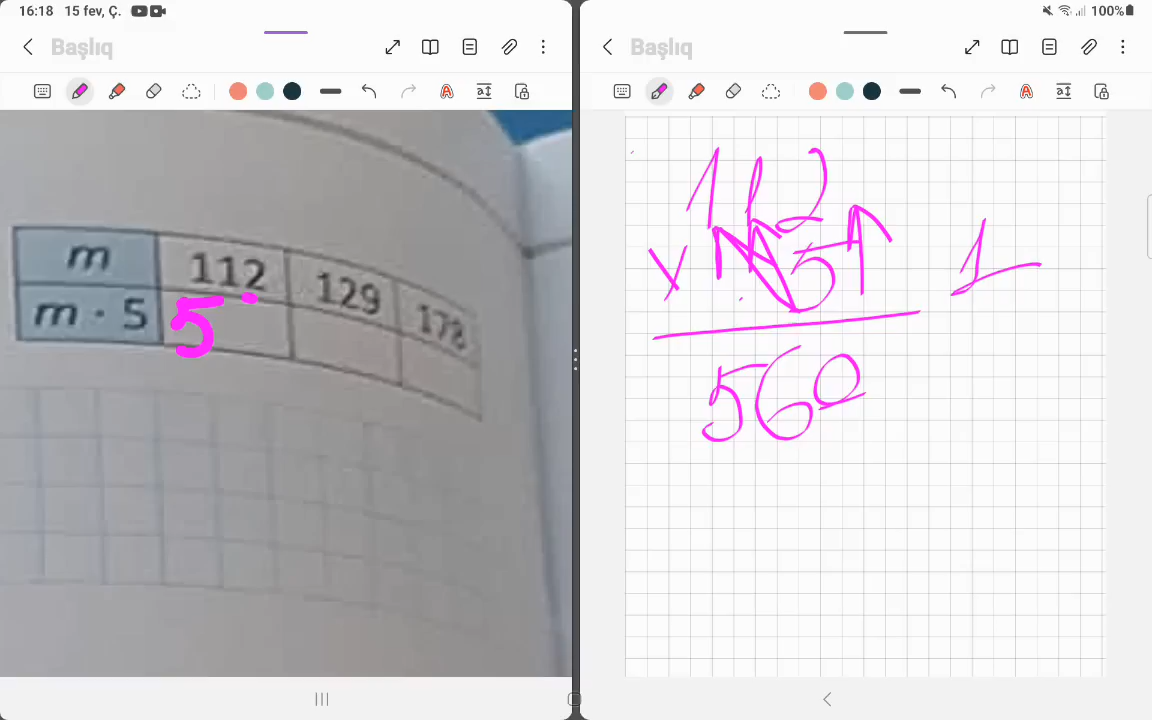 16:18 15 fev, Ç.
100%
Başlıq
Başlıq
m 112 129 178
m · 5 5
112
x 5 1
560